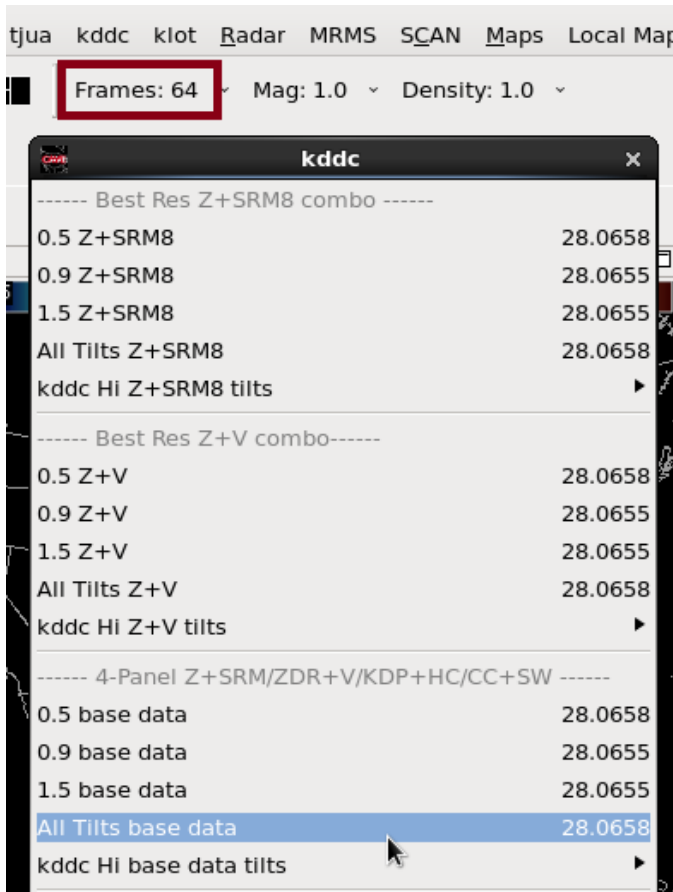 tjua kddc klot Radar MRMS SCAN Maps Local Map
Frames: 64 Mag: 1.0 Density: 1.0
kddc
------ Best Res Z+SRM8 combo ------
0.5 Z+SRM8 28.0658
0.9 Z+SRM8 28.0655
1.5 Z+SRM8 28.0655
All Tilts Z+SRM8 28.0658
kddc Hi Z+SRM8 tilts
------ Best Res Z+V combo------
0.5 Z+V 28.0658
0.9 Z+V 28.0655
1.5 Z+V 28.0655
All Tilts Z+V 28.0658
kddc Hi Z+V tilts
------ 4-Panel Z+SRM/ZDR+V/KDP+HC/CC+SW ------
0.5 base data 28.0658
0.9 base data 28.0655
1.5 base data 28.0655
All Tilts base data 28.0658
kddc Hi base data tilts